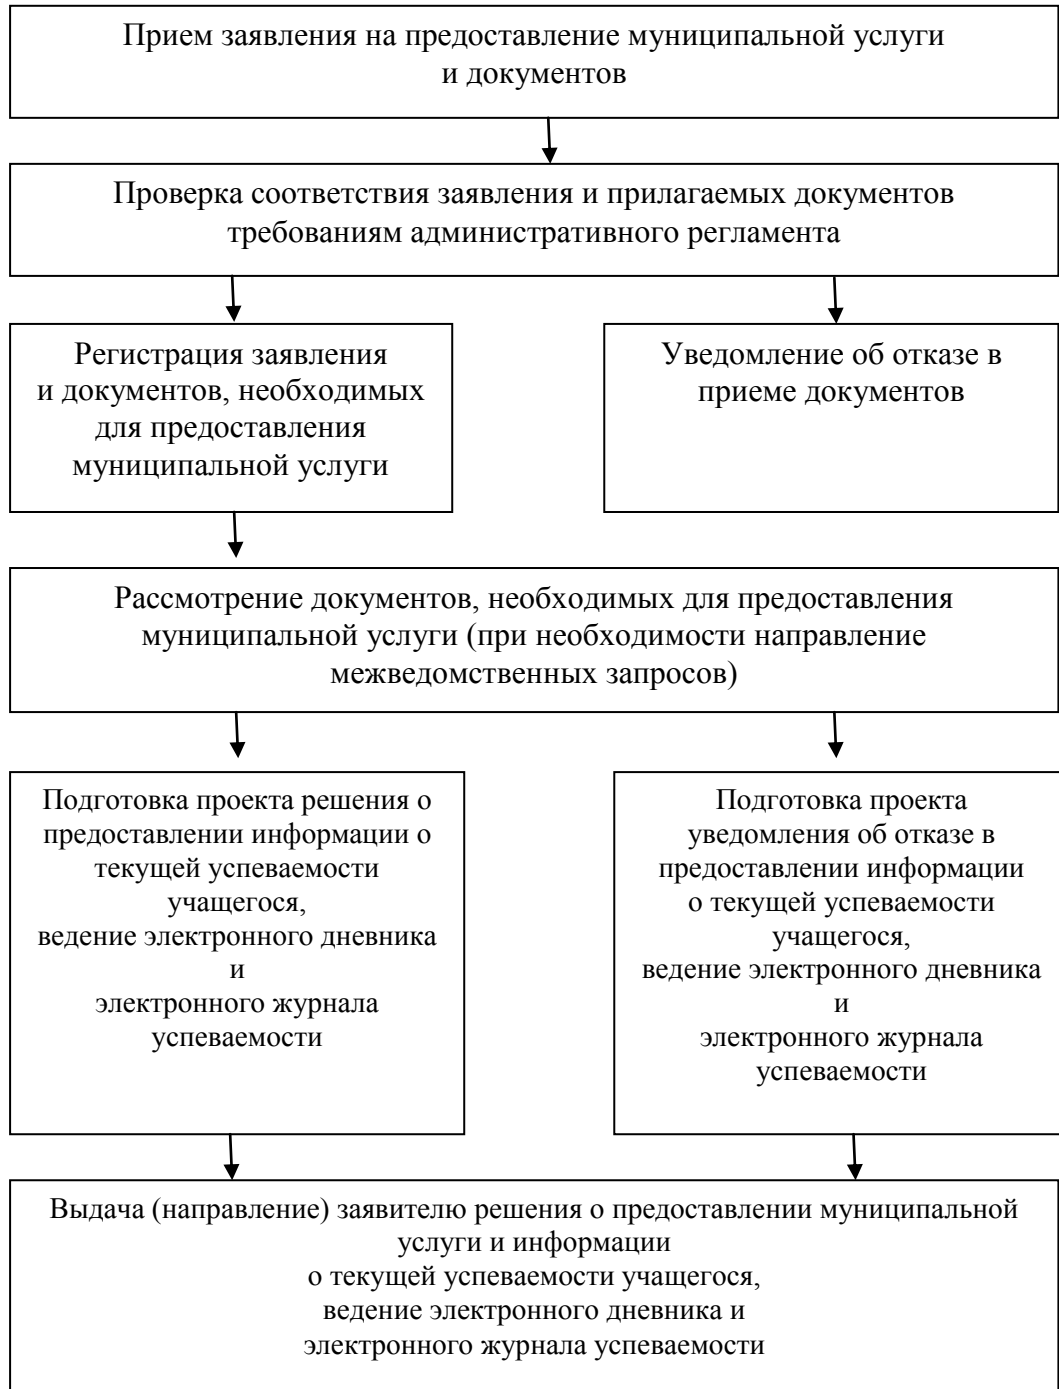 Прием заявления на предоставление муниципальной услуги
и документов
Проверка соответствия заявления и прилагаемых документов
требованиям административного регламента
Регистрация заявления
и документов, необходимых
для предоставления
муниципальной услуги
Уведомление об отказе в
приеме документов
Рассмотрение документов, необходимых для предоставления
муниципальной услуги (при необходимости направление
межведомственных запросов)
Подготовка проекта решения о
предоставлении информации о
текущей успеваемости
учащегося,
ведение электронного дневника
и
электронного журнала
успеваемости
Подготовка проекта
уведомления об отказе в
предоставлении информации
о текущей успеваемости
учащегося,
ведение электронного дневника
и
электронного журнала
успеваемости
Выдача (направление) заявителю решения о предоставлении муниципальной
услуги и информации
о текущей успеваемости учащегося,
ведение электронного дневника и
электронного журнала успеваемости